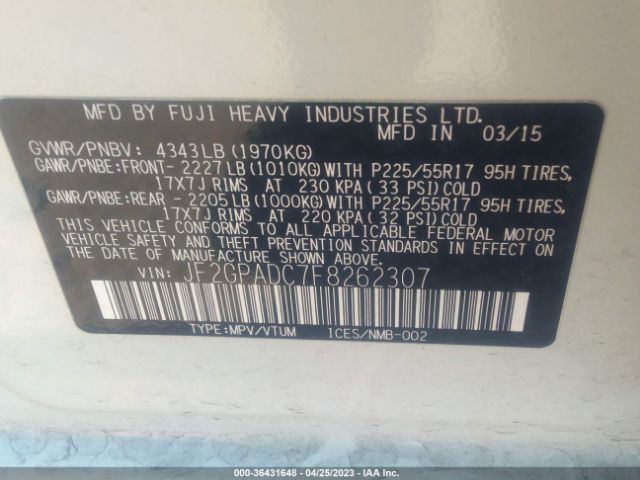 MFD BY FUJI HEAVY INDUSTRIES LTD.
MFD IN 03/15
GVWR/PNBV: 4343LB(1970KG)
GAWR/PNBE:FRONT- 2227LB(1010KG)WITH P225/55R17 95H TIRES,
17X7J RIMS AT 230 KPA( 33 PSI)COLD
GAWR/PNBE:REAR - 2205LB(1000KG)WITH P225/55R17 95H TIRES,
17X7J RIMS AT 220 KPA( 32 PSI)COLD
THIS VEHICLE CONFORMS TO ALL APPLICABLE FEDERAL MOTOR
VEHICLE SAFETY AND THEFT PREVENTION STANDARDS IN EFFECT ON
THE DATE OF MANUFACTURE SHOWN ABOVE.
VIN: JF2GPADC7F8262307
TYPE:MPV/VTUM ICES/NMB-002
000-36431648 - 04/25/2023 - IAA Inc.